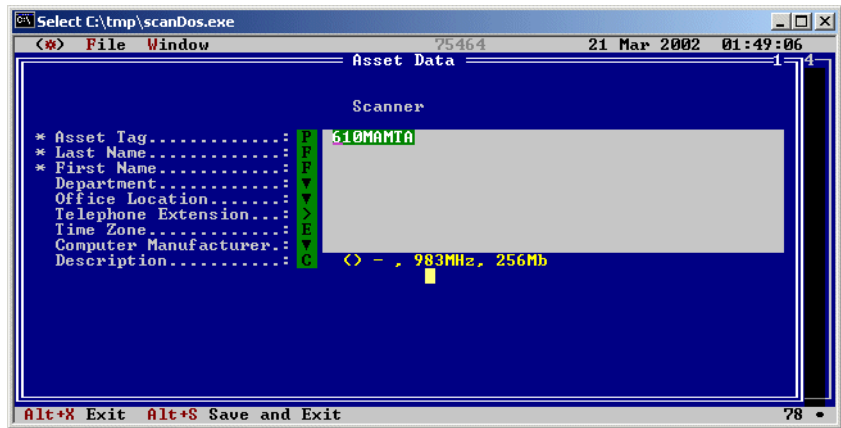 Select C:\tmp\scanDos.exe
(*) File Window 75464 21 Mar 2002 01:49:06
Asset Data 1 4
Scanner
* Asset Tag.............: P 610MAMTA
* Last Name.............: F
* First Name............: F
Department............: ▼
Office Location.......: ▼
Telephone Extension...: >
Time Zone.............: E
Computer Manufacturer.: ▼
Description...........: C () - , 983MHz, 256Mb
Alt+X Exit Alt+S Save and Exit 78 •